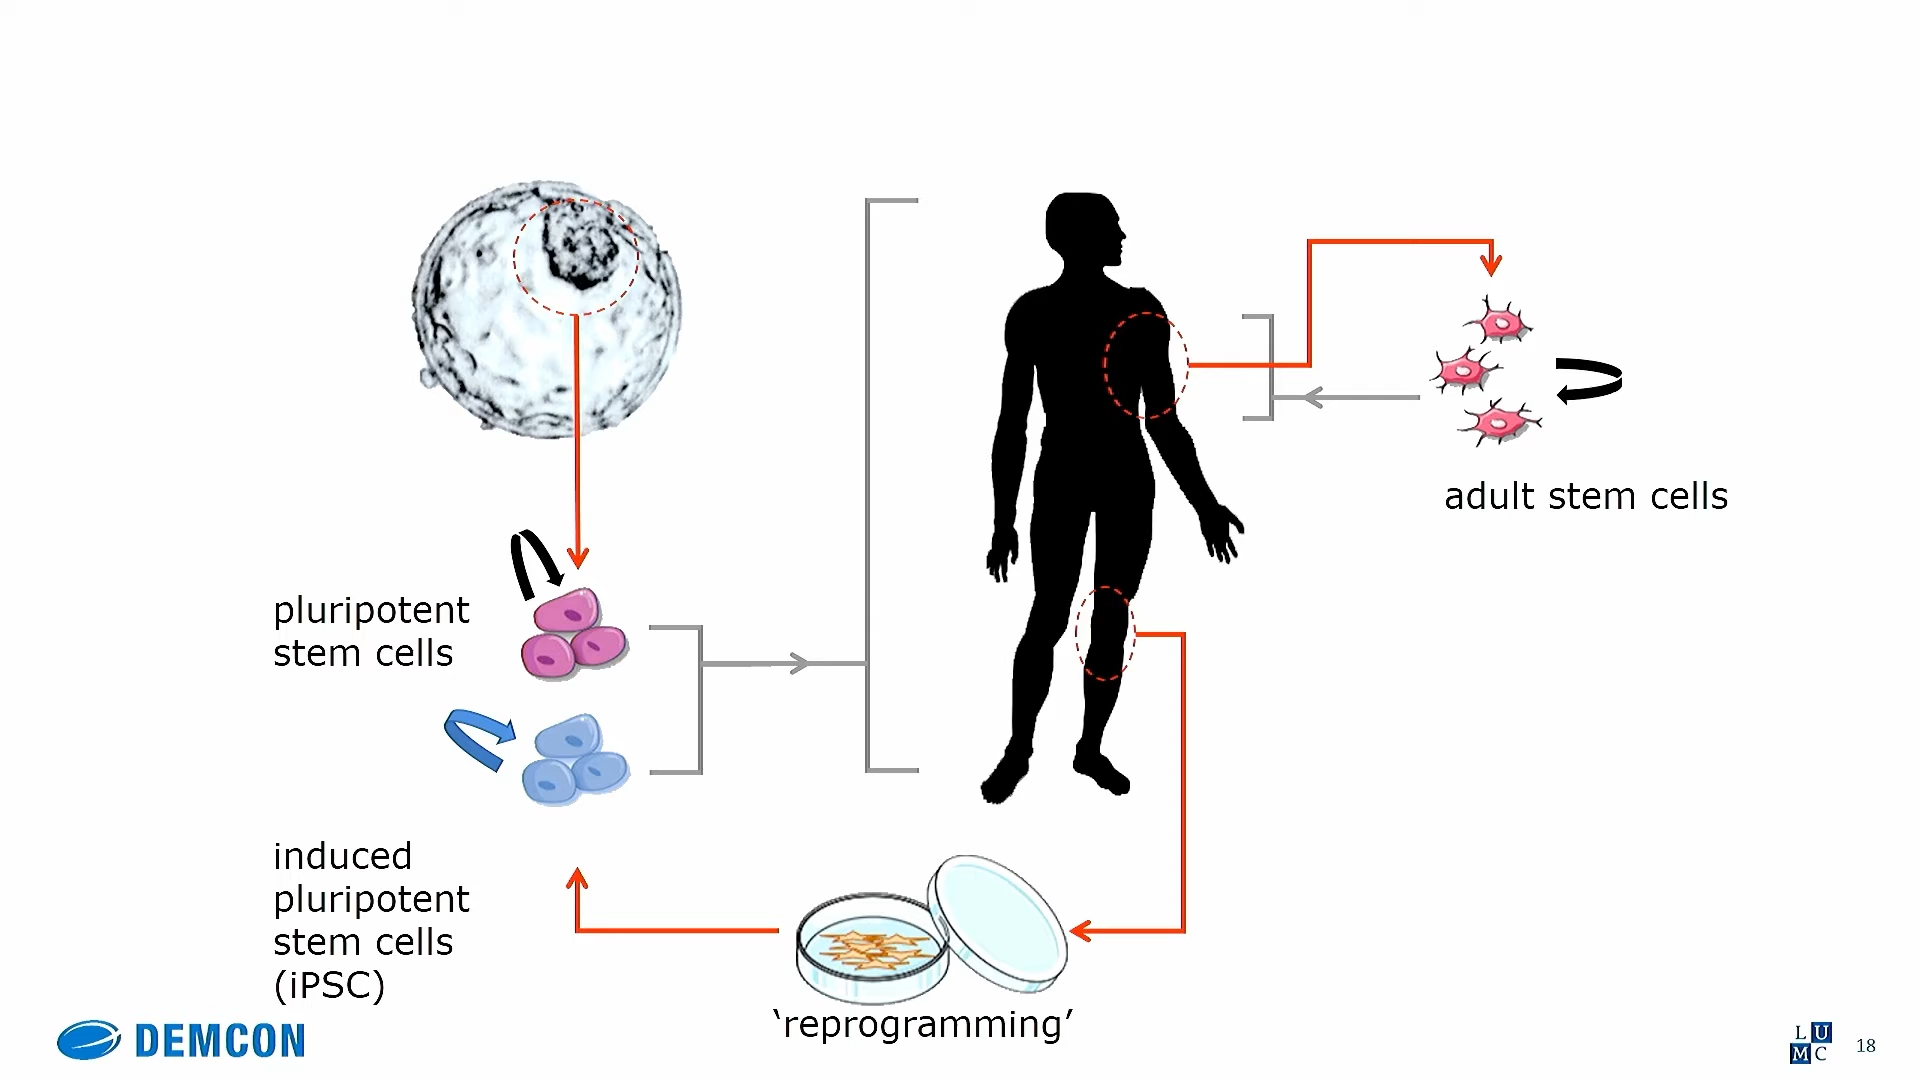 pluripotent
stem cells
induced
pluripotent
stem cells
(iPSC)
'reprogramming'
adult stem cells
DEMCON
L U
M C
18